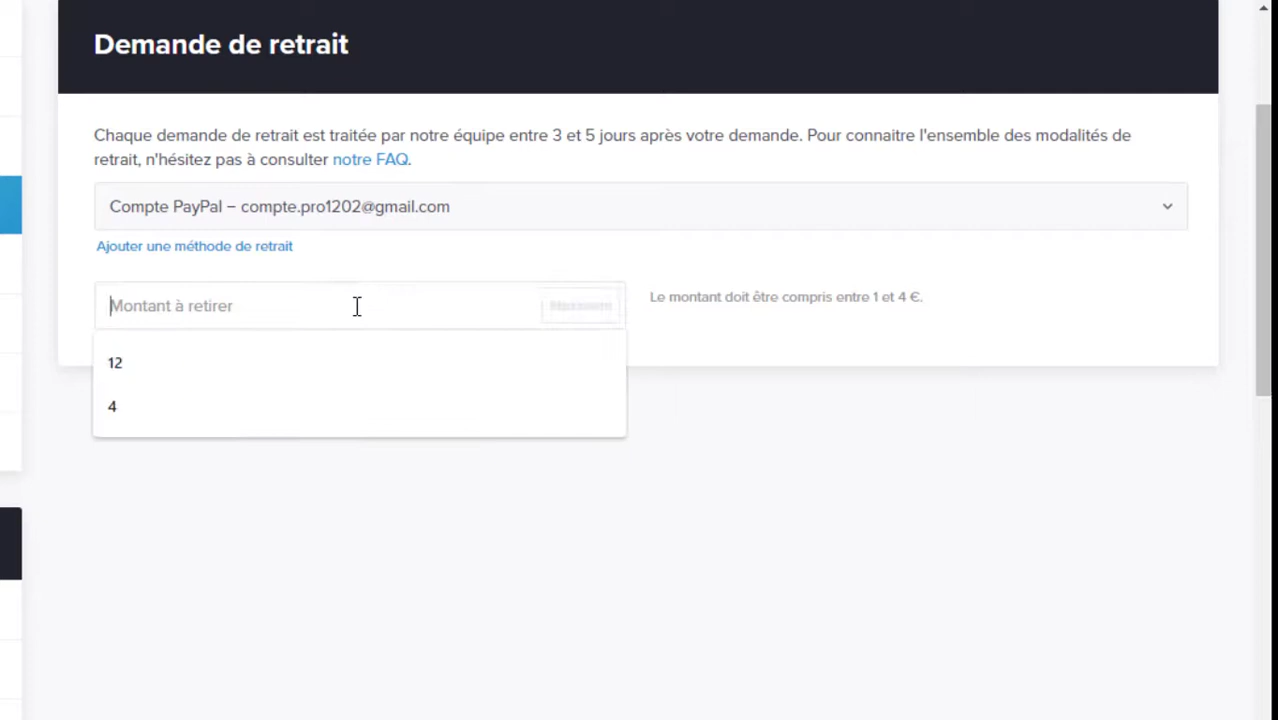 Demande de retrait
Chaque demande de retrait est traitée par notre équipe entre 3 et 5 jours après votre demande. Pour connaitre l'ensemble des modalités de
retrait, n'hésitez pas à consulter notre FAQ.
Compte PayPal – compte.pro1202@gmail.com
Ajouter une méthode de retrait
Montant à retirer
Le montant doit être compris entre 1 et 4 €.
12
4